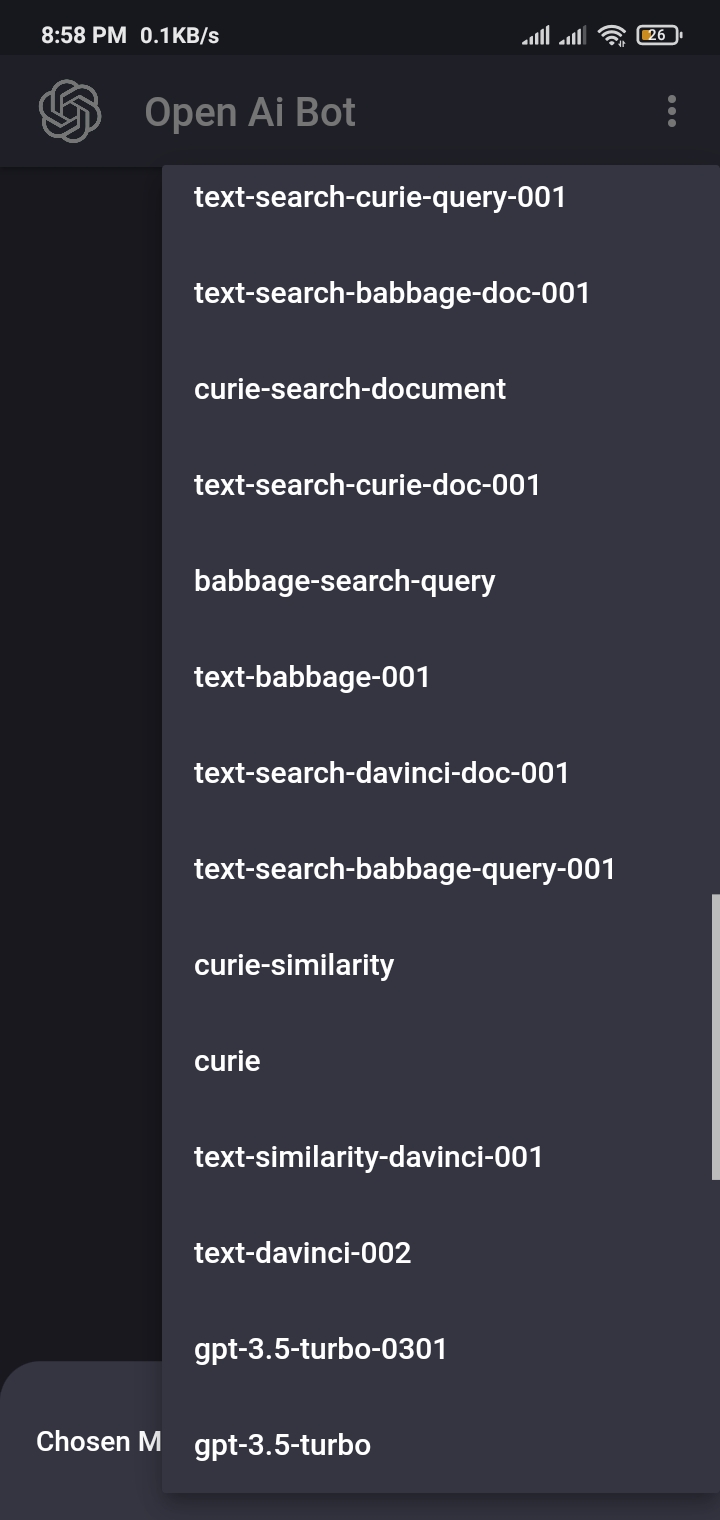 8:58 PM 0.1KB/s 26
Open Ai Bot
text-search-curie-query-001
text-search-babbage-doc-001
curie-search-document
text-search-curie-doc-001
babbage-search-query
text-babbage-001
text-search-davinci-doc-001
text-search-babbage-query-001
curie-similarity
curie
text-similarity-davinci-001
text-davinci-002
gpt-3.5-turbo-0301
Chosen M
gpt-3.5-turbo